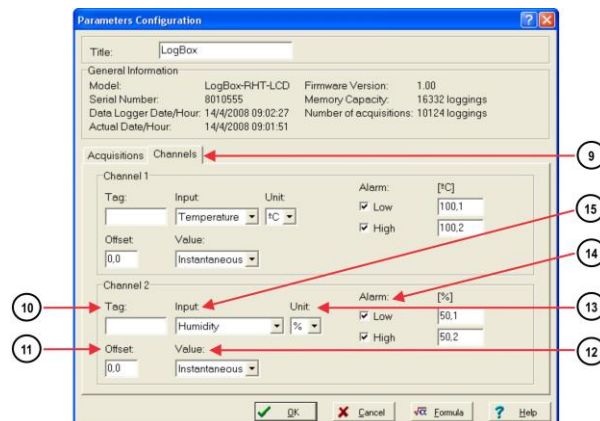 Parameters Configuration
Title: LogBox
General Information
Model: LogBox-RHT-LCD Firmware Version: 1.00
Serial Number: 8010555 Memory Capacity: 16332 loggings
Data Logger Date/Hour: 14/4/2008 09:02:27 Number of acquisitions: 10124 loggings
Actual Date/Hour: 14/4/2008 09:01:51
Acquisitions Channels 9
Channel 1
Tag: Input: Unit: Alarm: [ºC]
Temperature ºC Low 100,1
High 100,2
Offset: Value:
0,0 Instantaneous
15
14
Channel 2
10 Tag: Input: Unit: Alarm: [%] 13
Humidity % Low 50,1
High 50,2
11 Offset: Value: 12
0,0 Instantaneous
OK Cancel √α Formula ? Help